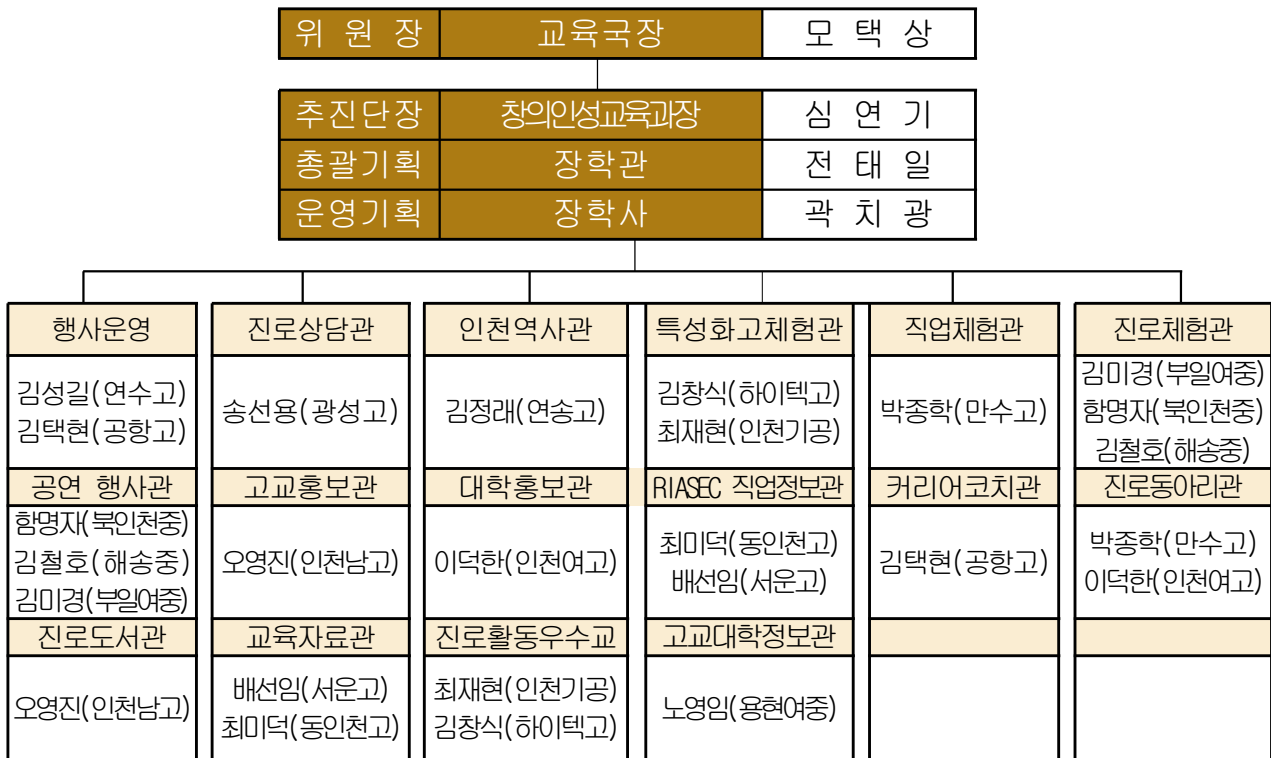 위 원 장 교육국장 모 택 상
추진단장 창의인성교육과장 심 연 기
총괄기획 장학관 전 태 일
운영기획 장학사 곽 치 광
행사운영 진로상담관 인천역사관 특성화고체험관 직업체험관 진로체험관
김성길(연수고)
김택현(공항고)
송선용(광성고)
김정래(연송고)
김창식(하이텍고)
최재현(인천기공)
박종학(만수고)
김미경(부일여중)
함명자(북인천중)
김철호(해송중)
공연 행사관 고교홍보관 대학홍보관 RIASEC 직업정보관 커리어코치관 진로동아리관
함명자(북인천중)
김철호(해송중)
김미경(부일여중)
오영진(인천남고)
이덕한(인천여고)
최미덕(동인천고)
배선임(서운고)
김택현(공항고)
박종학(만수고)
이덕한(인천여고)
진로도서관 교육자료관 진로활동우수교 고교대학정보관
오영진(인천남고)
배선임(서운고)
최미덕(동인천고)
최재현(인천기공)
김창식(하이텍고)
노영임(용현여중)